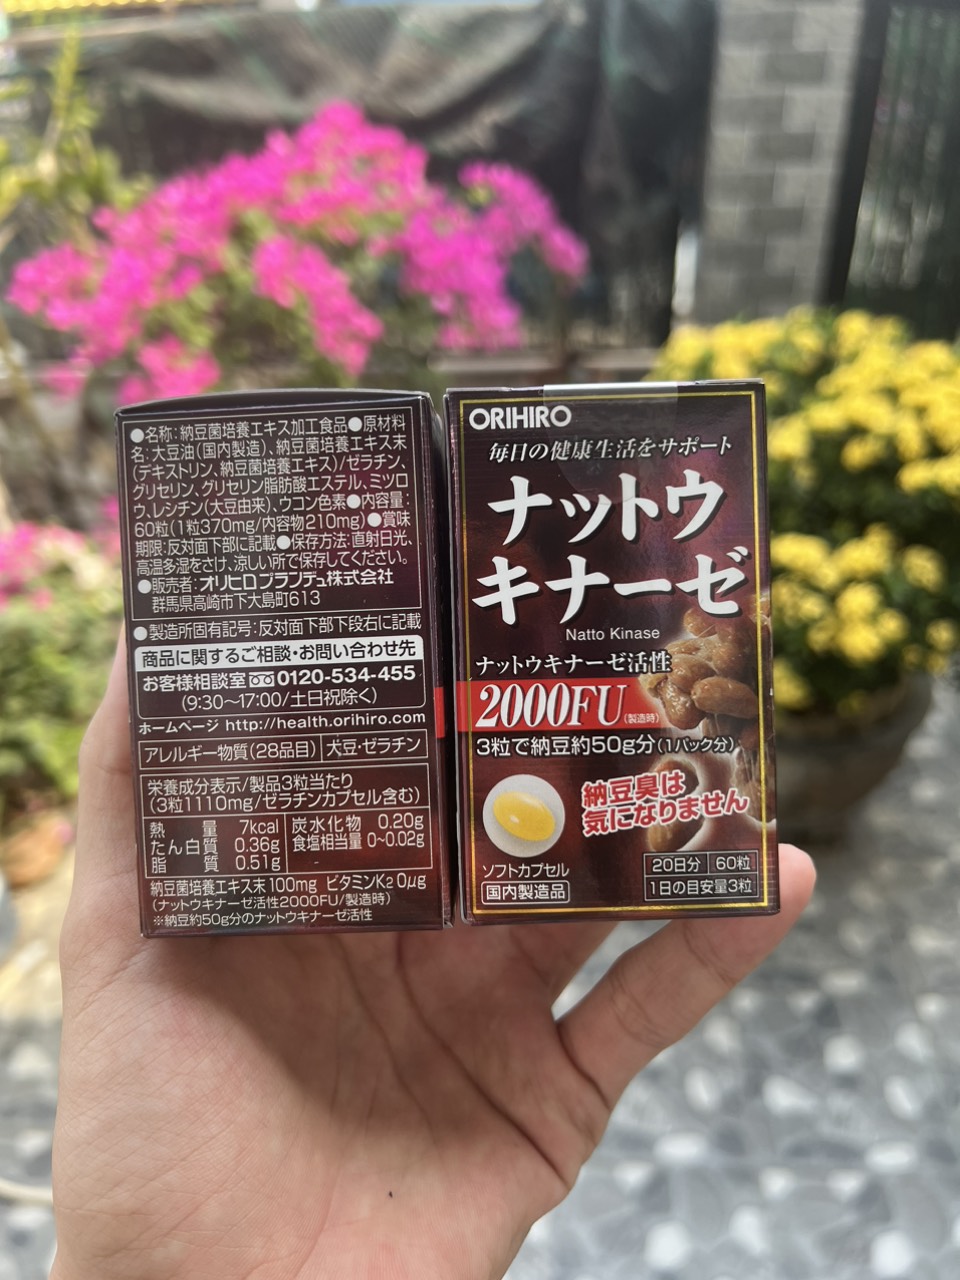 ●名称:納豆菌培養エキス加工食品●原材料
名:大豆油(国内製造)、納豆菌培養エキス末
(デキストリン、納豆菌培養エキス)/ゼラチン、
グリセリン、グリセリン脂肪酸エステル、ミツロ
ウ、レシチン(大豆由来)、ウコン色素●内容量:
60粒(1粒370mg/内容物210mg)●賞味
期限:反対面下部に記載●保存方法:直射日光、
高温多湿をさけ、涼しい所で保存してください。
●販売者:オリヒロプランデュ株式会社
群馬県高崎市下大島町613
●製造所固有記号:反対面下部下段右に記載
商品に関するご相談・お問い合わせ先
お客様相談室 0120-534-455
(9:30~17:00/土日祝除く)
ホームページ http://health.orihiro.com
アレルギー物質(28品目) 大豆・ゼラチン
栄養成分表示/製品3粒当たり
(3粒1110mg/ゼラチンカプセル含む)
熱量 7kcal 炭水化物 0.20g
たん白質 0.36g 食塩相当量 0~0.02g
脂質 0.51g
納豆菌培養エキス末 100mg ビタミンK2 0μg
(ナットウキナーゼ活性2000FU/製造時)
※納豆約50g分のナットウキナーゼ活性
ORIHIRO
毎日の健康生活をサポート
ナットウ
キナーゼ
Natto Kinase
ナットウキナーゼ活性
2000FU(製造時)
3粒で納豆約50g分(1パック分)
納豆臭は
気になりません
ソフトカプセル
国内製造品
20日分 60粒
1日の目安量3粒